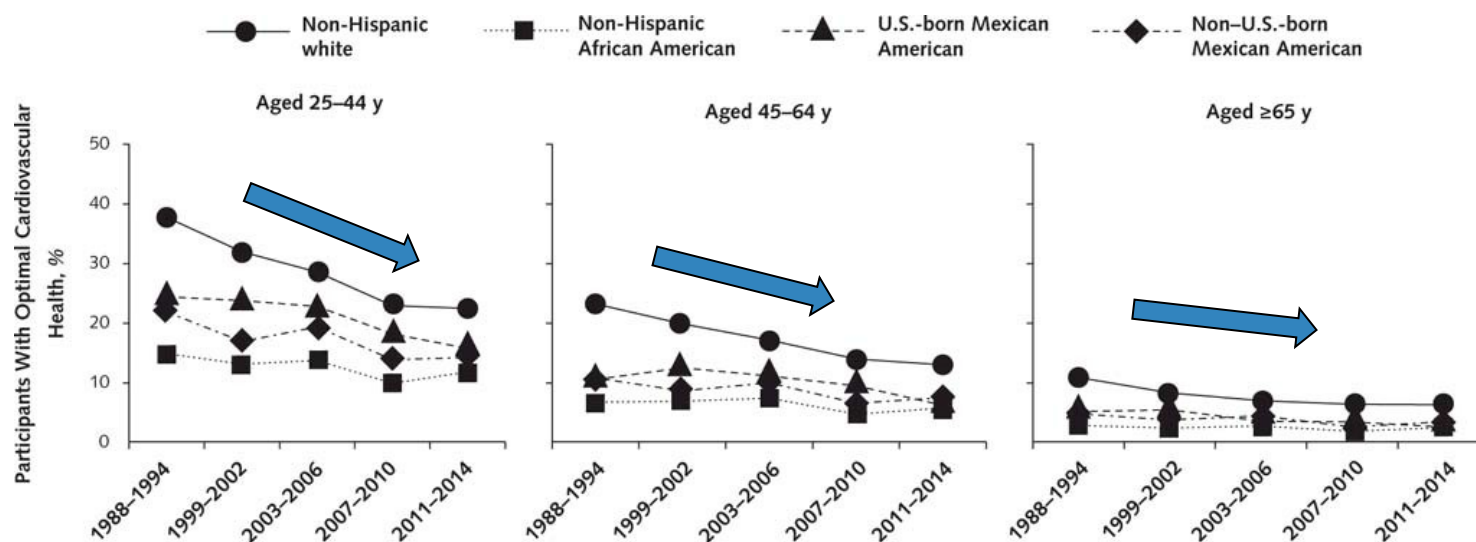 Non-Hispanic
white
Non-Hispanic
African American
U.S.-born Mexican
American
Non–U.S.-born
Mexican American
Aged 25–44 y
Aged 45–64 y
Aged ≥65 y
Participants With Optimal Cardiovascular
Health, %
50
40
30
20
10
0
1988–1994
1999–2002
2003–2006
2007–2010
2011–2014
1988–1994
1999–2002
2003–2006
2007–2010
2011–2014
1988–1994
1999–2002
2003–2006
2007–2010
2011–2014